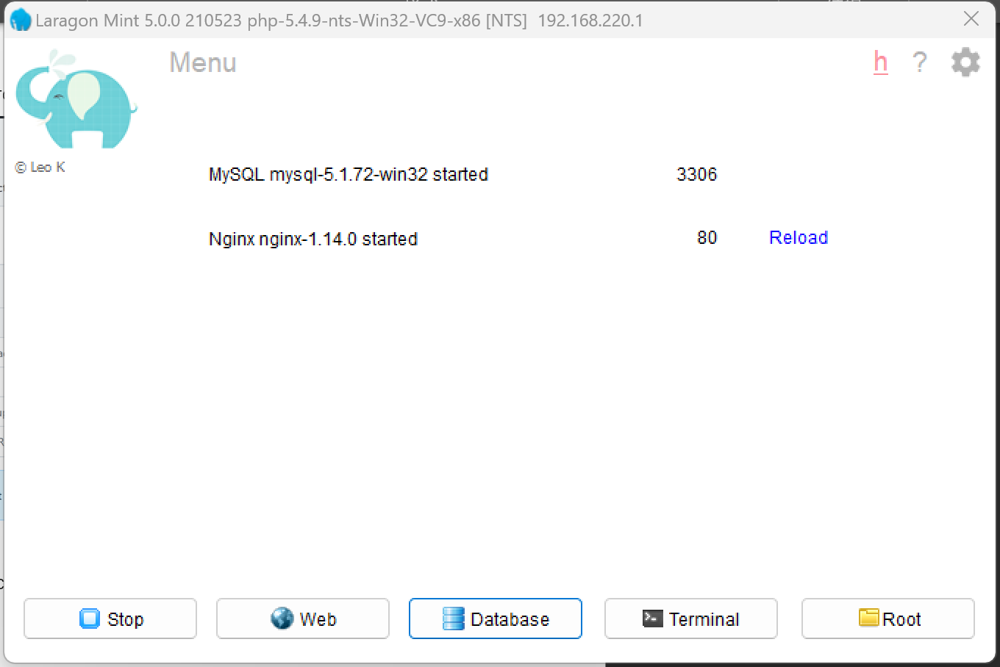 Laragon Mint 5.0.0 210523 php-5.4.9-nts-Win32-VC9-x86 [NTS] 192.168.220.1
Menu
h
?
© Leo K
MySQL mysql-5.1.72-win32 started 3306
Nginx nginx-1.14.0 started 80 Reload
Stop Web Database Terminal Root